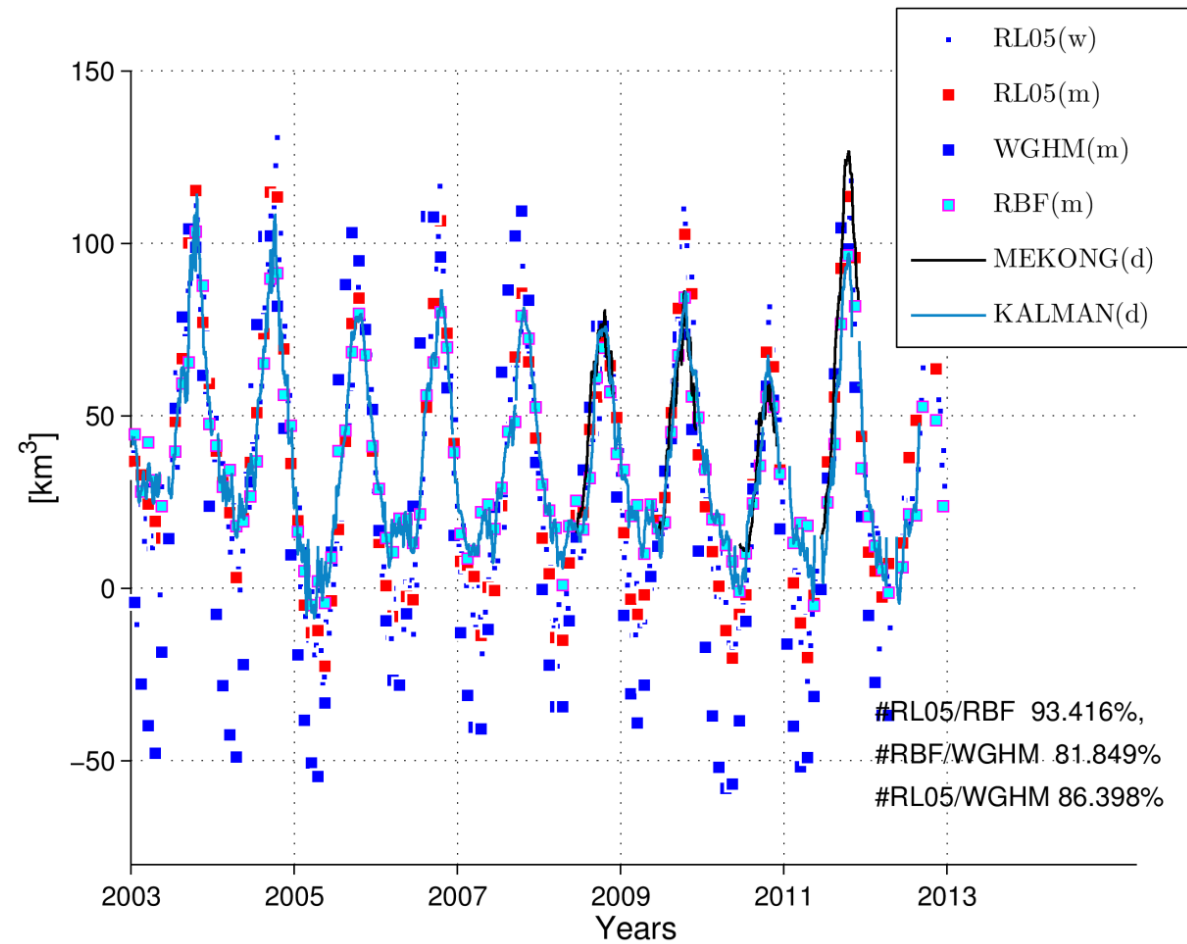 RL05(w)
RL05(m)
WGHM(m)
RBF(m)
MEKONG(d)
KALMAN(d)
150
100
50
0
−50
[km³]
#RL05/RBF 93.416%,
#RBF/WGHM 81.849%
#RL05/WGHM 86.398%
2003 2005 2007 2009 2011 2013
Years